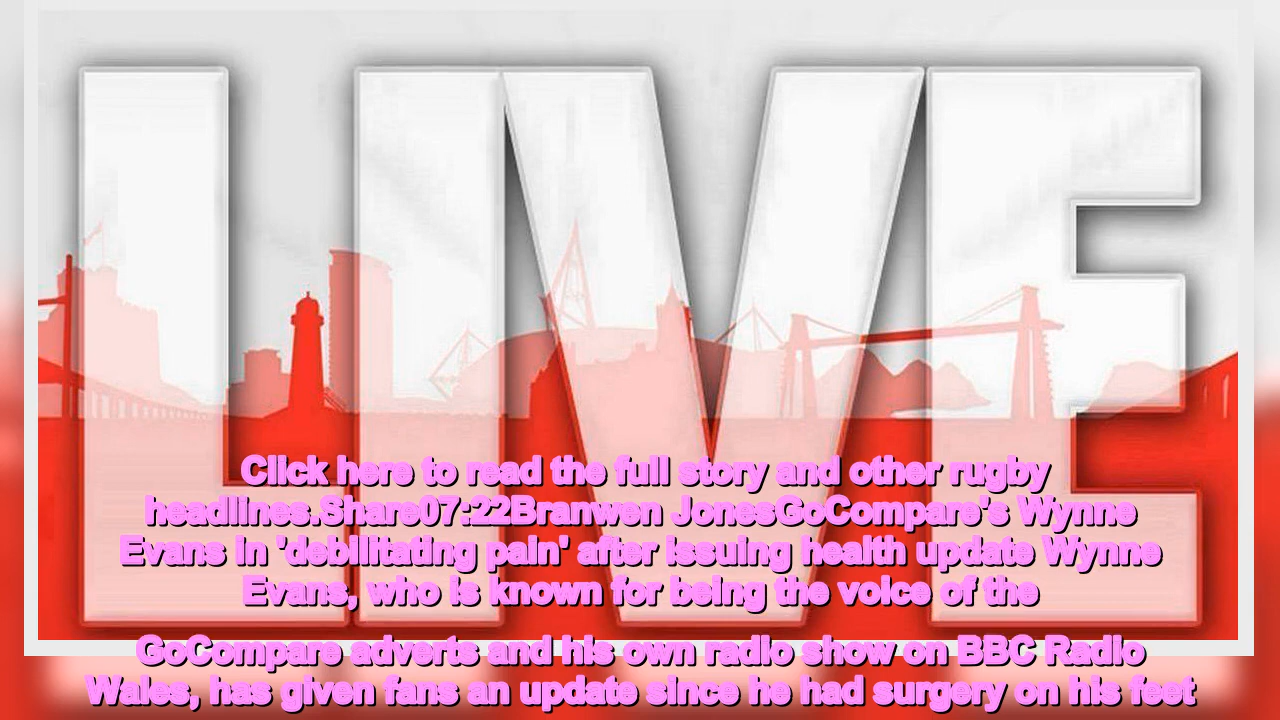 LIVE
Click here to read the full story and other rugby
headlines.Share07:22Branwen JonesGoCompare's Wynne
Evans in 'debilitating pain' after issuing health update Wynne
Evans, who is known for being the voice of the
GoCompare adverts and his own radio show on BBC Radio
Wales, has given fans an update since he had surgery on his feet